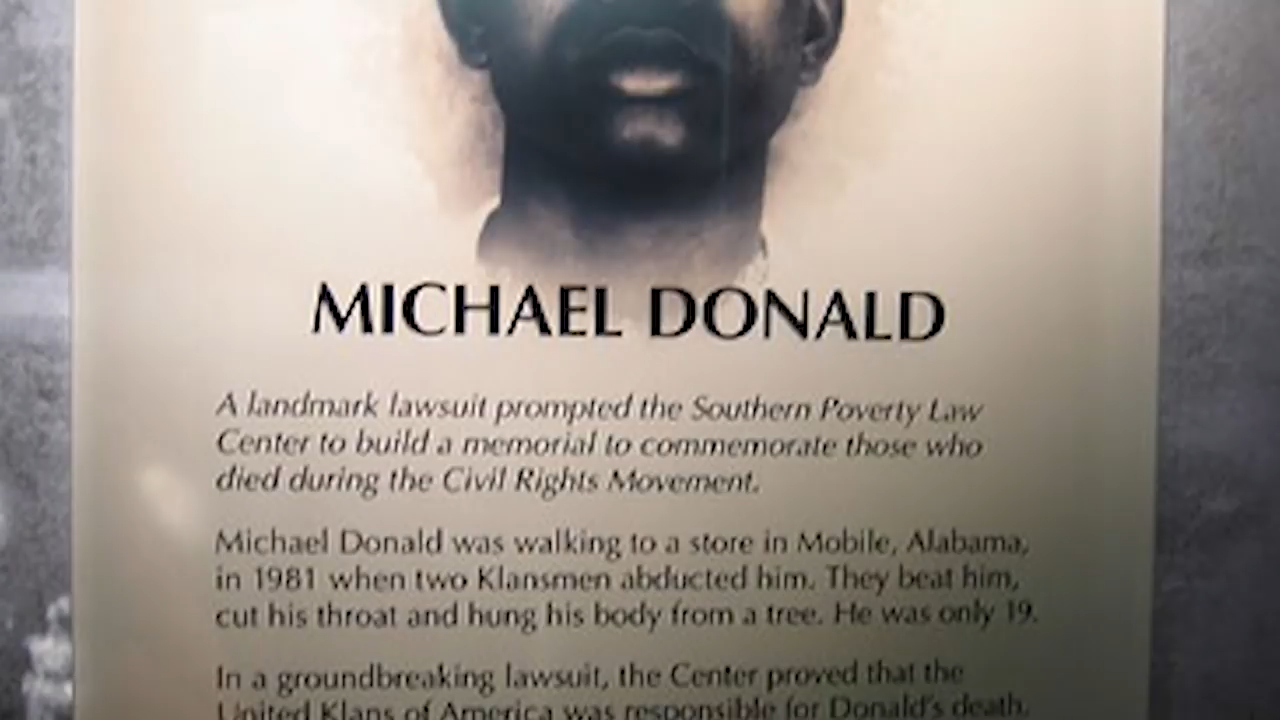 MICHAEL DONALD
A landmark lawsuit prompted the Southern Poverty Law
Center to build a memorial to commemorate those who
died during the Civil Rights Movement.
Michael Donald was walking to a store in Mobile, Alabama,
in 1981 when two Klansmen abducted him. They beat him,
cut his throat and hung his body from a tree. He was only 19.
In a groundbreaking lawsuit, the Center proved that the
United Klans of America was responsible for Donald's death.